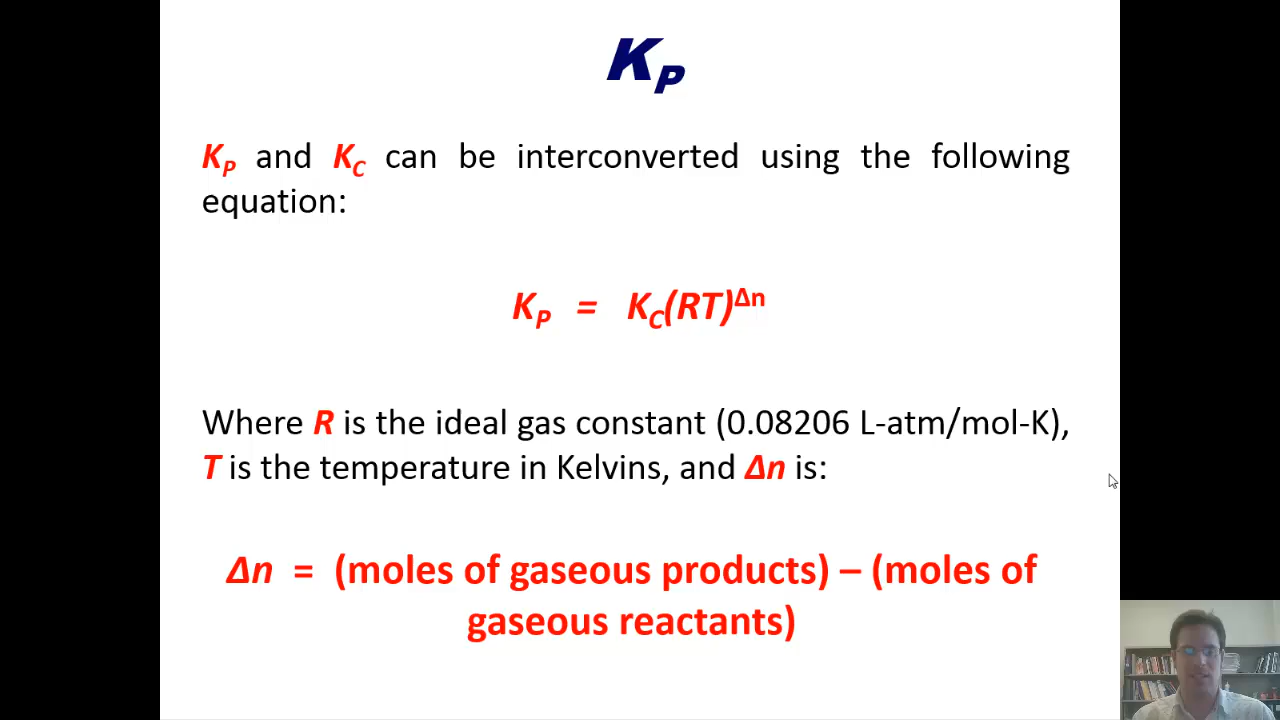 KP
KP and KC can be interconverted using the following
equation:
KP = KC(RT)Δn
Where R is the ideal gas constant (0.08206 L-atm/mol-K),
T is the temperature in Kelvins, and Δn is:
Δn = (moles of gaseous products) – (moles of
gaseous reactants)